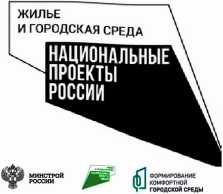 ЖИЛЬЕ
И ГОРОДСКАЯ СРЕДА
НАЦИОНАЛЬНЫЕ
ПРОЕКТЫ
РОССИИ
МИНСТРОЙ
РОССИИ
ФОРМИРОВАНИЕ
КОМФОРТНОЙ
ГОРОДСКОЙ СРЕДЫ